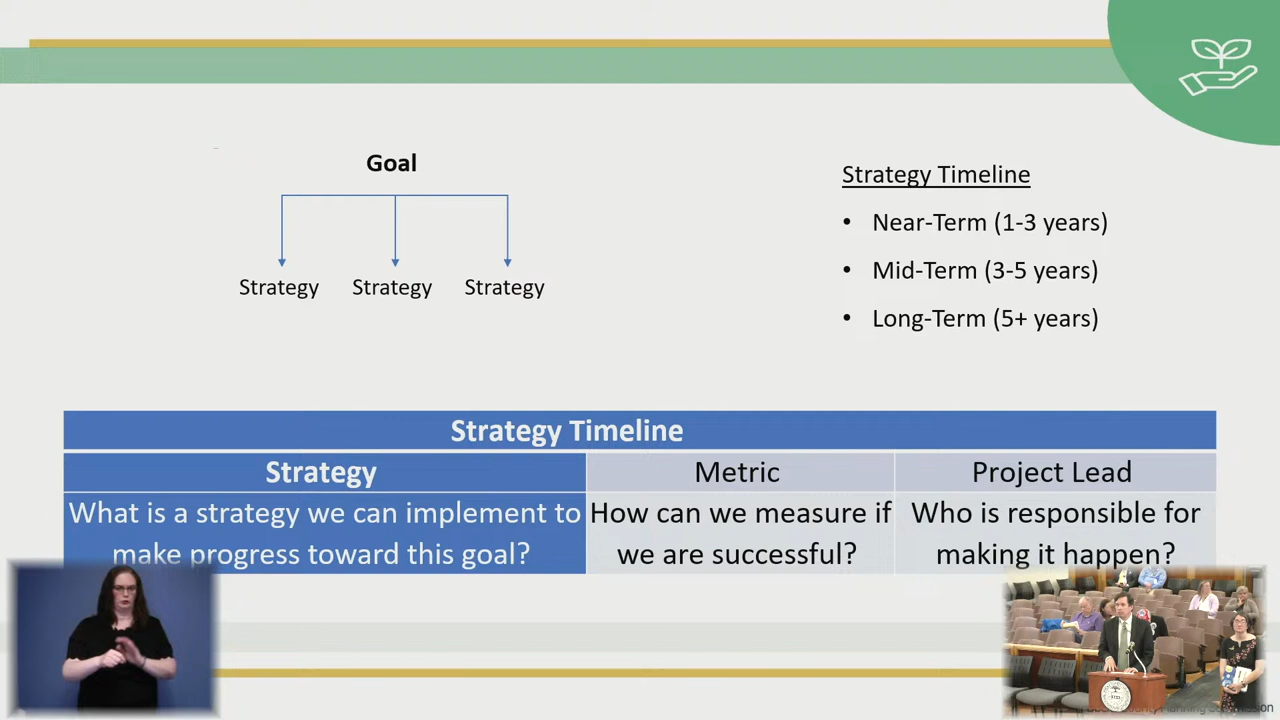 Goal
Strategy Strategy Strategy
Strategy Timeline
• Near-Term (1-3 years)
• Mid-Term (3-5 years)
• Long-Term (5+ years)
Strategy Timeline
Strategy Metric Project Lead
What is a strategy we can implement to make progress toward this goal?
How can we measure if we are successful?
Who is responsible for making it happen?